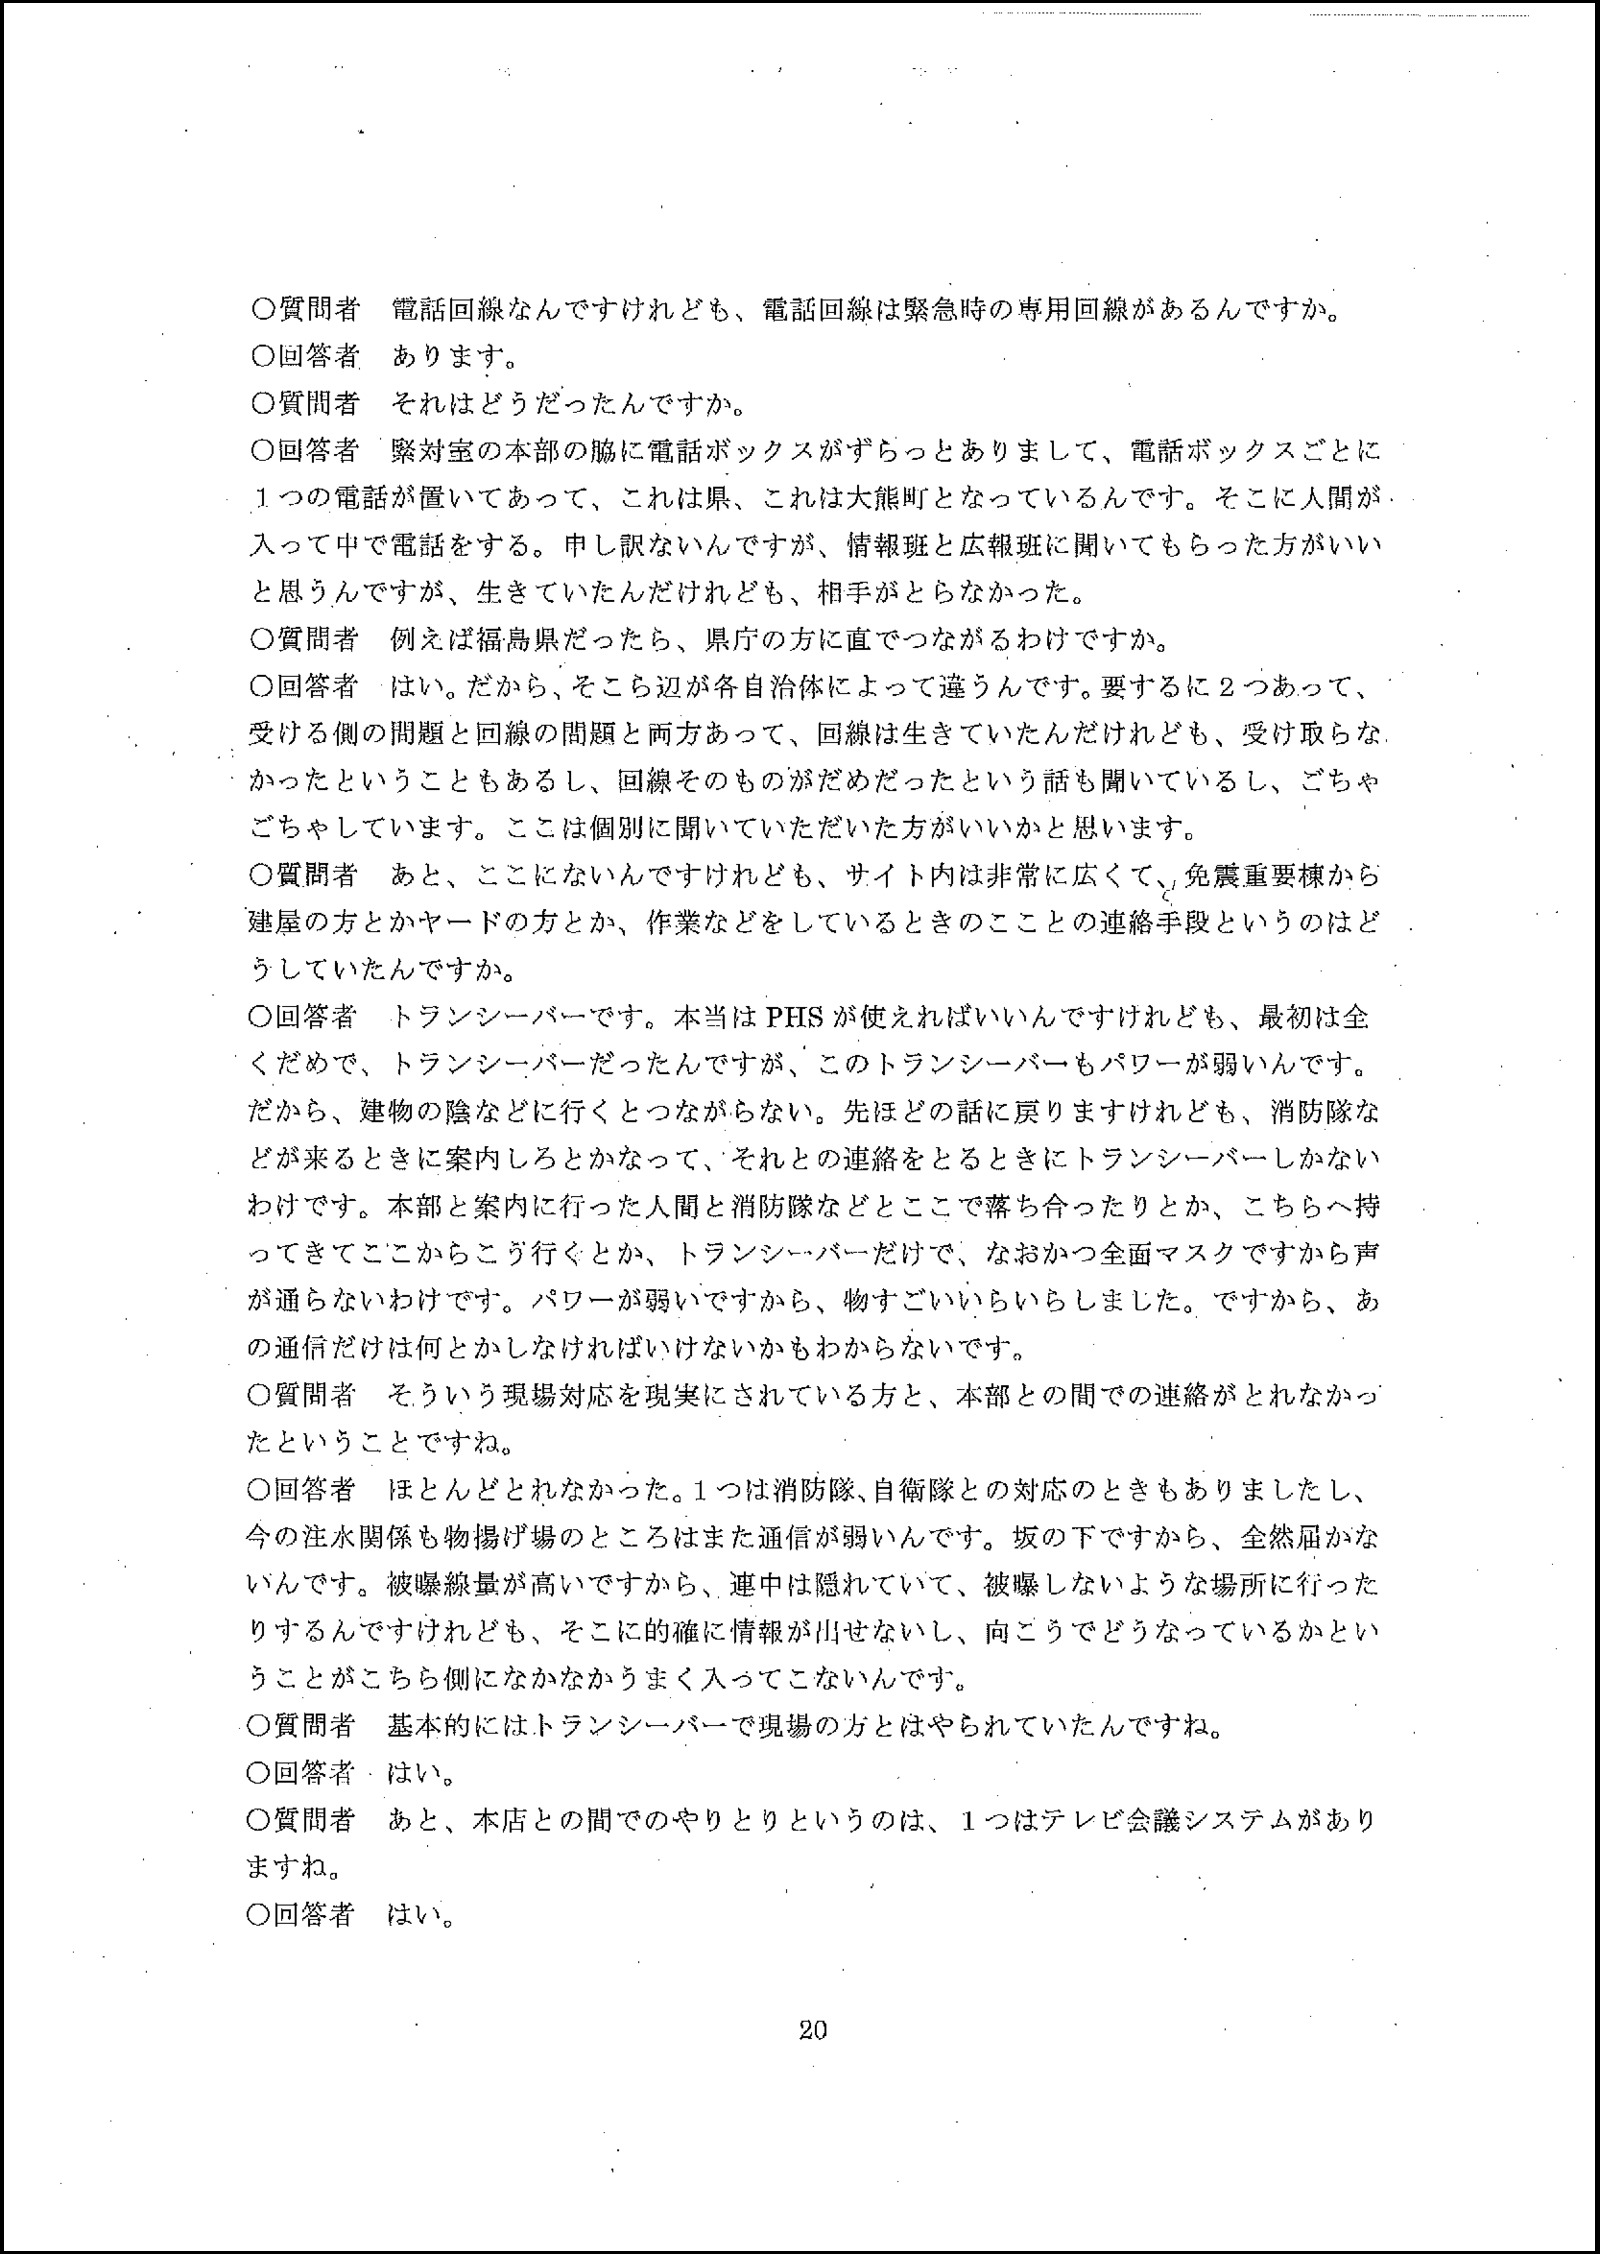 〇質問者　電話回線なんですけれども、電話回線は緊急時の専用回線があるんですか。
〇回答者　あります。
〇質問者　それはどうだったんですか。
〇回答者　緊対室の本部の脇に電話ボックスがずらっとありまして、電話ボックスごとに
１つの電話が置いてあって、これは県、これは大熊町となっているんです。そこに人間が
入って中で電話をする。申し訳ないんですが、情報班と広報班に聞いてもらった方がいい
と思うんですが、生きていたんだけれども、相手がとらなかった。
〇質問者　例えば福島県だったら、県庁の方に直でつながるわけですか。
〇回答者　はい。だから、そこら辺が各自治体によって違うんです。要するに２つあって、
受ける側の問題と回線の問題と両方あって、回線は生きていたんだけれども、受け取らな
かったということもあるし、回線そのものがだめだったという話も聞いているし、ごちゃ
ごちゃしています。ここは個別に聞いていただいた方がいいかと思います。
〇質問者　あと、ここにないんですけれども、サイト内は非常に広くて、免震重要棟から
建屋の方とかヤードの方とか、作業などをしているときのこことの連絡手段というのはど
うしていたんですか。
〇回答者　トランシーバーです。本当は PHS が使えればいいんですけれども、最初は全
くだめで、トランシーバーだったんですが、このトランシーバーもパワーが弱いんです。
だから、建物の陰などに行くとつながらない。先ほどの話に戻りますけれども、消防隊な
どが来るときに案内しろとかなって、それとの連絡をとるときにトランシーバーしかない
わけです。本部と案内に行った人間と消防隊などとここで落ち合ったりとか、こちらへ持
ってきてここからこう行くとか、トランシーバーだけで、なおかつ全面マスクですから声
が通らないわけです。パワーが弱いですから、物すごいいらいらしました。ですから、あ
の通信だけは何とかしなければいけないかもわからないです。
〇質問者　そういう現場対応を現実にされている方と、本部との間での連絡がとれなかっ
たということですね。
〇回答者　ほとんどとれなかった。１つは消防隊、自衛隊との対応のときもありましたし、
今の注水関係も物揚げ場のところはまた通信が弱いんです。坂の下ですから、全然届かな
いんです。被曝線量が高いですから、連中は隠れていて、被曝しないような場所に行った
りするんですけれども、そこに的確に情報が出せないし、向こうでどうなっているかとい
うことがこちら側になかなかうまく入ってこないんです。
〇質問者　基本的にはトランシーバーで現場の方とはやられていたんですね。
〇回答者　はい。
〇質問者　あと、本店との間でのやりとりというのは、１つはテレビ会議システムがあり
ますね。
〇回答者　はい。
20